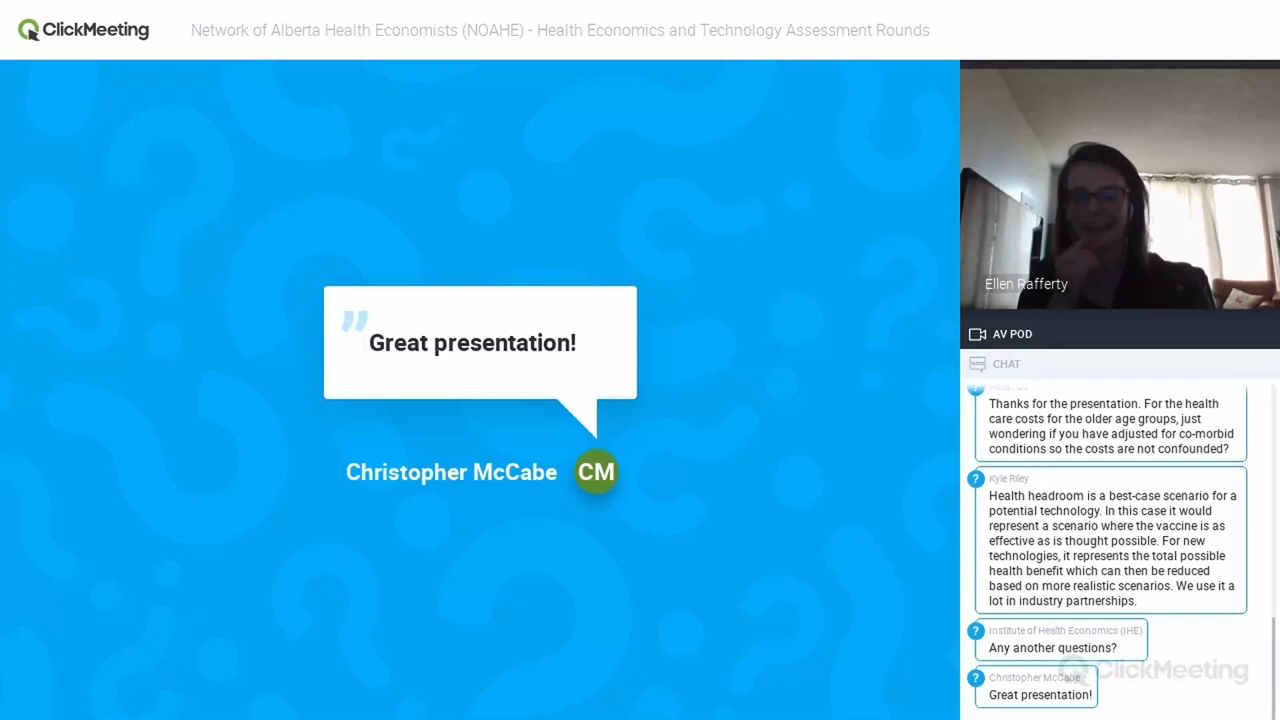 ClickMeeting
Network of Alberta Health Economists (NOAHE) - Health Economics and Technology Assessment Rounds
"
Great presentation!
Christopher McCabe
CM
Ellen Rafferty
AV POD
CHAT
?
Thanks for the presentation. For the health
care costs for the older age groups, just
wondering if you have adjusted for co-morbid
conditions so the costs are not confounded?
?
Kyle Riley
Health headroom is a best-case scenario for a
potential technology. In this case it would
represent a scenario where the vaccine is as
effective as is thought possible. For new
technologies, it represents the total possible
health benefit which can then be reduced
based on more realistic scenarios. We use it a
lot in industry partnerships.
?
Institute of Health Economics (IHE)
Any another questions?
?
Christopher McCabe
Great presentation!
ClickMeeting